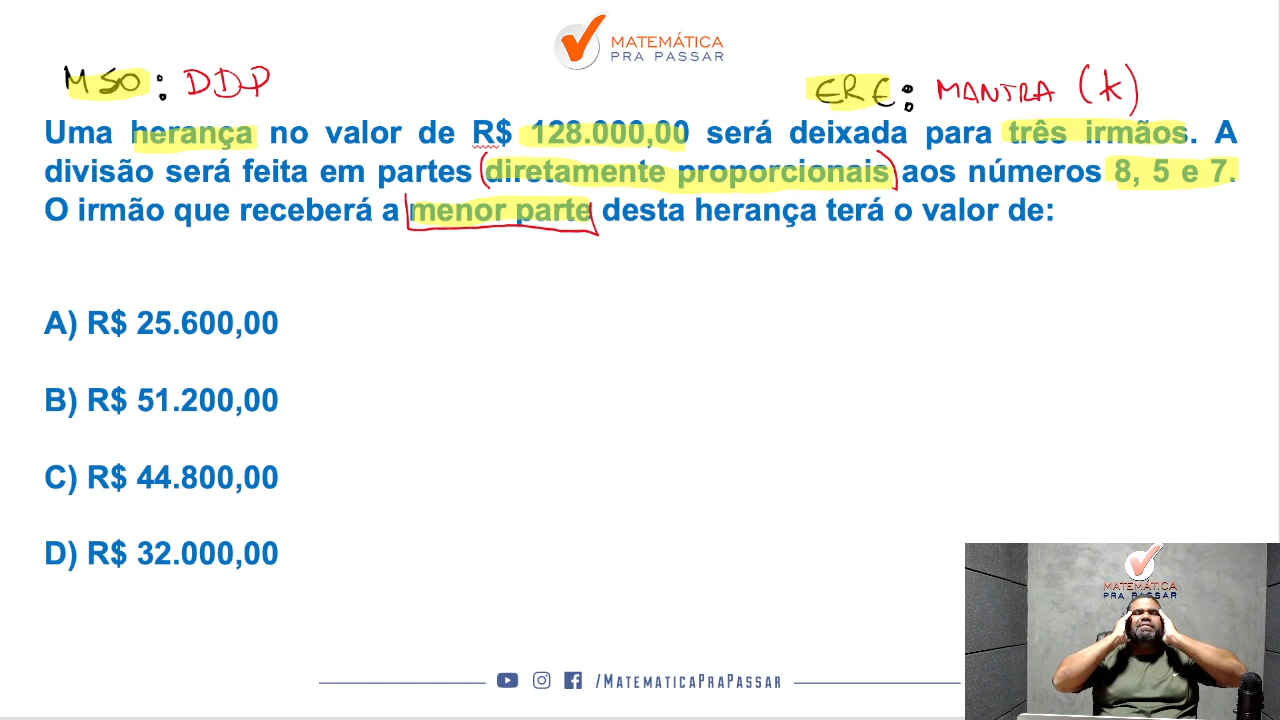 MATEMÁTICA
PRA PASSAR
MSO: DDP
ERE: MANTRA (K)
Uma herança no valor de R$ 128.000,00 será deixada para três irmãos. A
divisão será feita em partes (diretamente proporcionais) aos números 8, 5 e 7.
O irmão que receberá a menor parte desta herança terá o valor de:
A) R$ 25.600,00
B) R$ 51.200,00
C) R$ 44.800,00
D) R$ 32.000,00
MATEMÁTICA
PRA PASSAR
/MATEMATICAPRAPASSAR